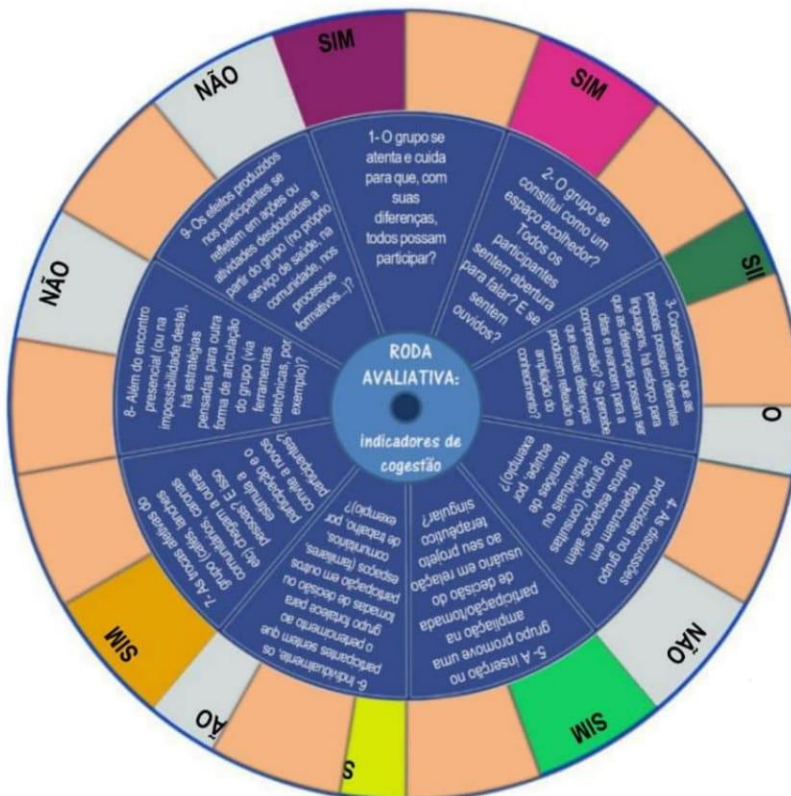 RODA
AVALIATIVA:
indicadores de
cogestão
1- O grupo se
atenta e cuida
para que, com
suas
diferenças,
todos possam
participar?
2- O grupo se
constitui como um
espaço acolhedor?
Todos os
participantes
sentem abertura
para falar? E se
sentem
ouvidos?
3- Considerando que as
pessoas possuem diferentes
linguagens, há esforço para
que as diferenças possam ser
ditas e avancem para a
compreensão? Se percebe
que essas diferenças
produzem reflexão e
ampliação do
conhecimento?
4- As discussões
produzidas no grupo
repercutem em
outros espaços além
do grupo (consultas
individuais ou
reuniões de
equipe, por
exemplo)?
5- A inserção no
grupo promove uma
ampliação na
participação/tomada
de decisão do
usuário em relação
ao seu projeto
terapêutico
singular?
6- Individualmente, os
participantes sentem que
o pertencimento ao
grupo fortalece para
tomadas de decisão ou
participação em outros
espaços (familiares,
comunitários,
de trabalho, por
exemplo)?
7- As trocas afetivas do
grupo (cafés, lanches
comunitários, caronas
etc) chegam a outras
pessoas? E isso
estimula a
participação e o
convite a novos
participantes?
8- Além do encontro
presencial (ou na
impossibilidade deste),
há estratégias
pensadas para outra
forma de articulação
do grupo (via
ferramentas
eletrônicas, por
exemplo)?
9- Os efeitos produzidos
nos participantes se
refletem em ações ou
atividades desdobradas a
partir do grupo (no próprio
serviço de saúde, na
comunidade, nos
processos
formativos...)?
SIM
SIM
SII
O
NÃO
SIM
S
ÃO
SIM
NÃO
NÃO